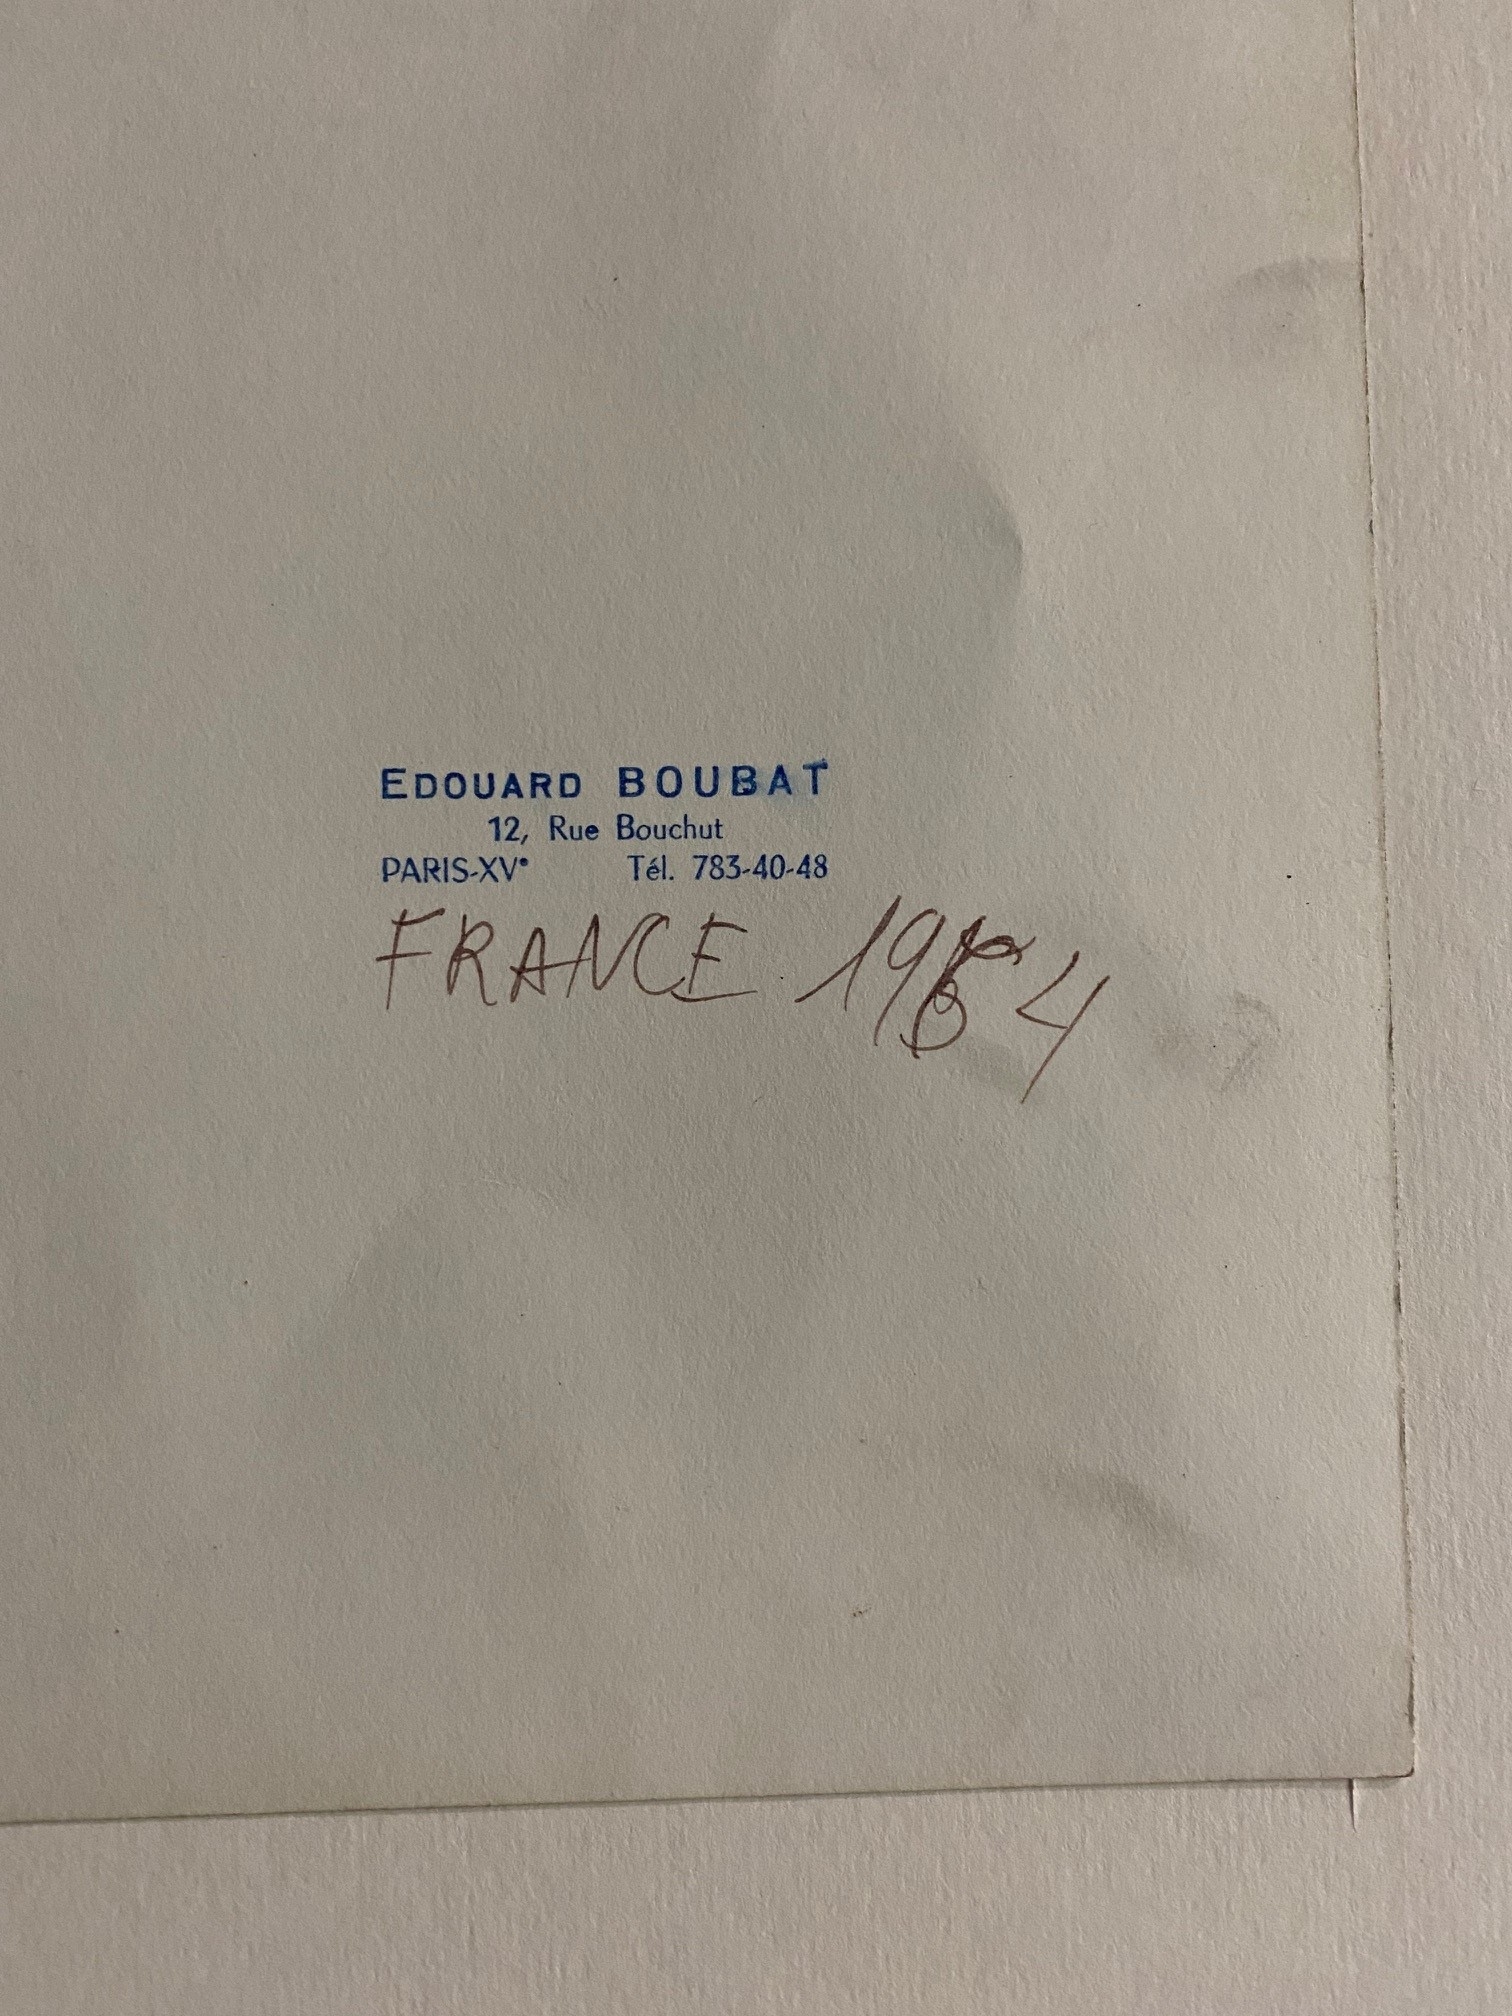 EDOUARD BOUBAT
12, Rue Bouchut
PARIS-XVᵉ Tél. 783-40-48
FRANCE